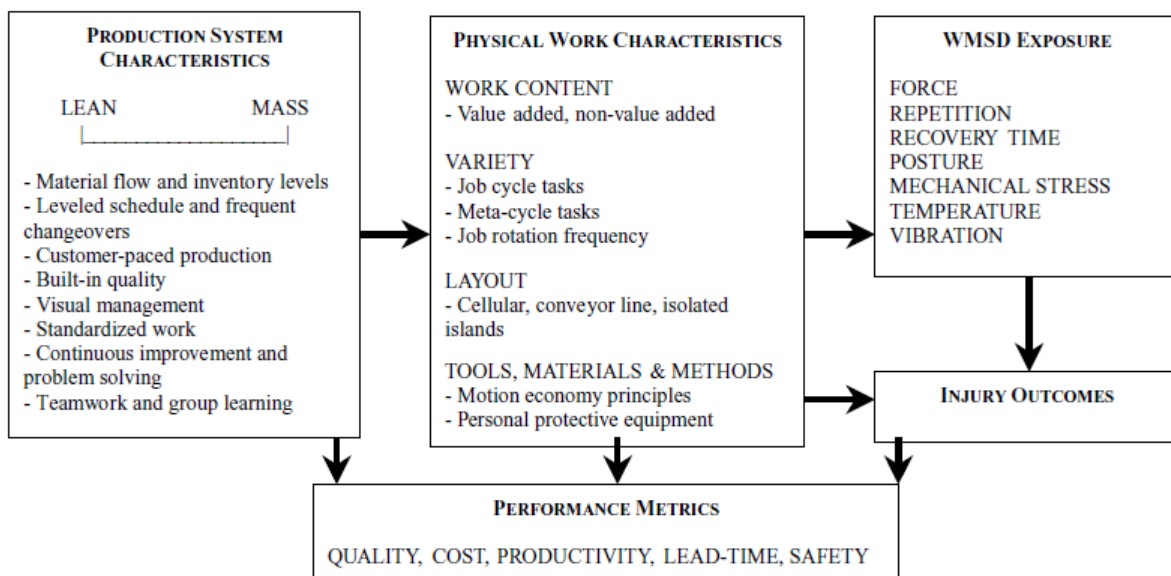 PRODUCTION SYSTEM
CHARACTERISTICS
LEAN MASS
- Material flow and inventory levels
- Leveled schedule and frequent
changeovers
- Customer-paced production
- Built-in quality
- Visual management
- Standardized work
- Continuous improvement and
problem solving
- Teamwork and group learning
PHYSICAL WORK CHARACTERISTICS
WORK CONTENT
- Value added, non-value added
VARIETY
- Job cycle tasks
- Meta-cycle tasks
- Job rotation frequency
LAYOUT
- Cellular, conveyor line, isolated
islands
TOOLS, MATERIALS & METHODS
- Motion economy principles
- Personal protective equipment
WMSD EXPOSURE
FORCE
REPETITION
RECOVERY TIME
POSTURE
MECHANICAL STRESS
TEMPERATURE
VIBRATION
INJURY OUTCOMES
PERFORMANCE METRICS
QUALITY, COST, PRODUCTIVITY, LEAD-TIME, SAFETY